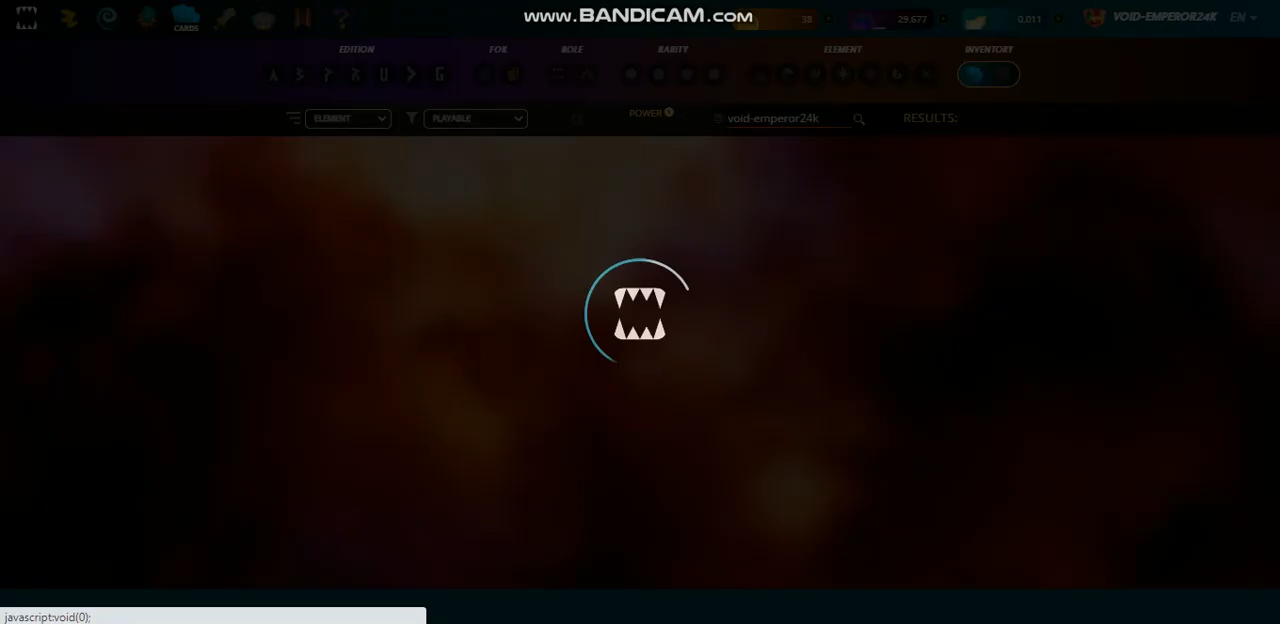 www.BANDICAM.com
CARDS
38
29.677
0.011
VOID-EMPEROR24K
EN
EDITION
FOIL
ROLE
RARITY
ELEMENT
INVENTORY
ELEMENT
PLAYABLE
POWER
void-emperor24k
RESULTS:
javascript:void(0);